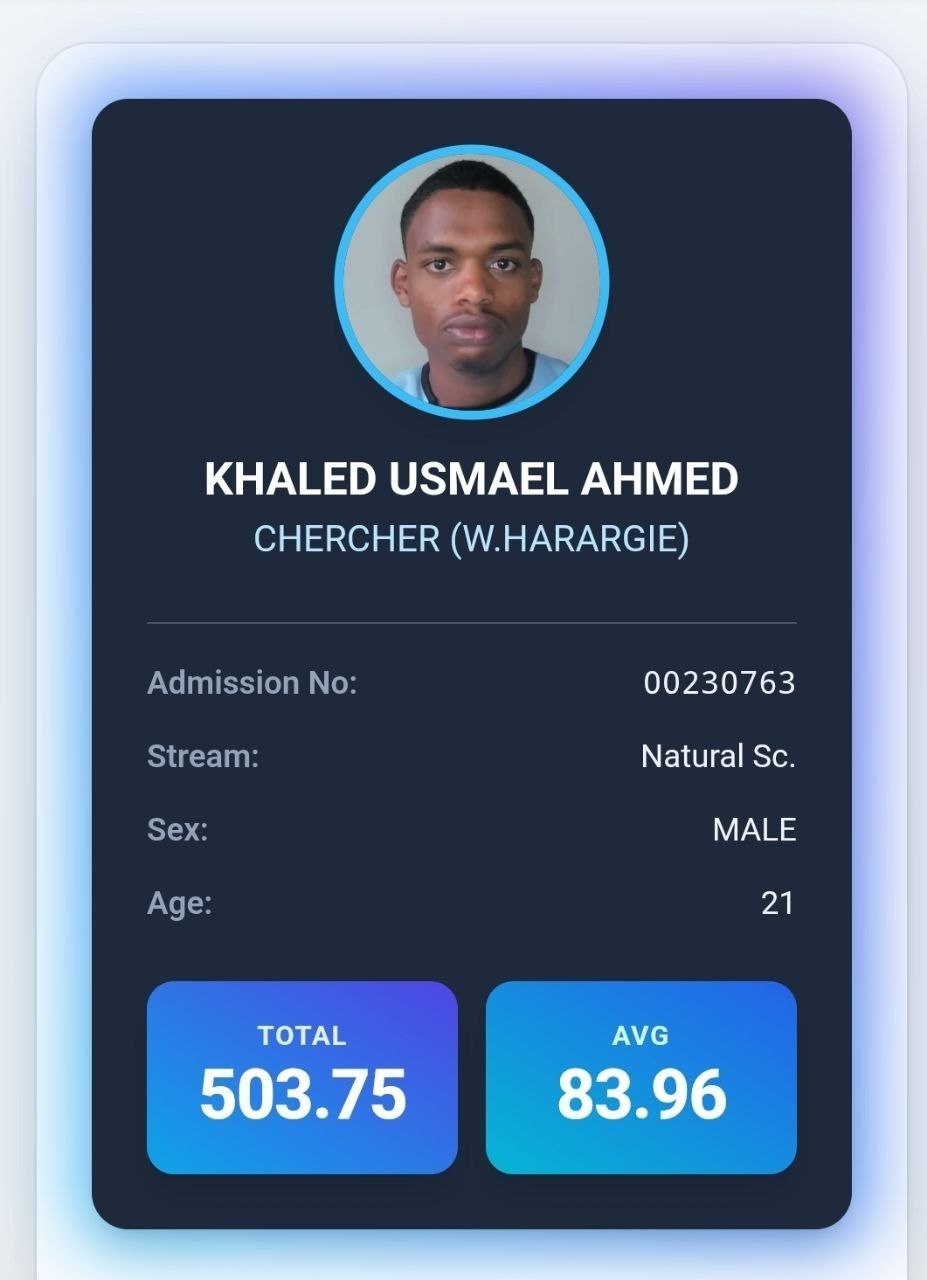 KHALED USMAEL AHMED
CHERCHER (W.HARARGIE)
Admission No: 00230763
Stream: Natural Sc.
Sex: MALE
Age: 21
TOTAL AVG
503.75 83.96